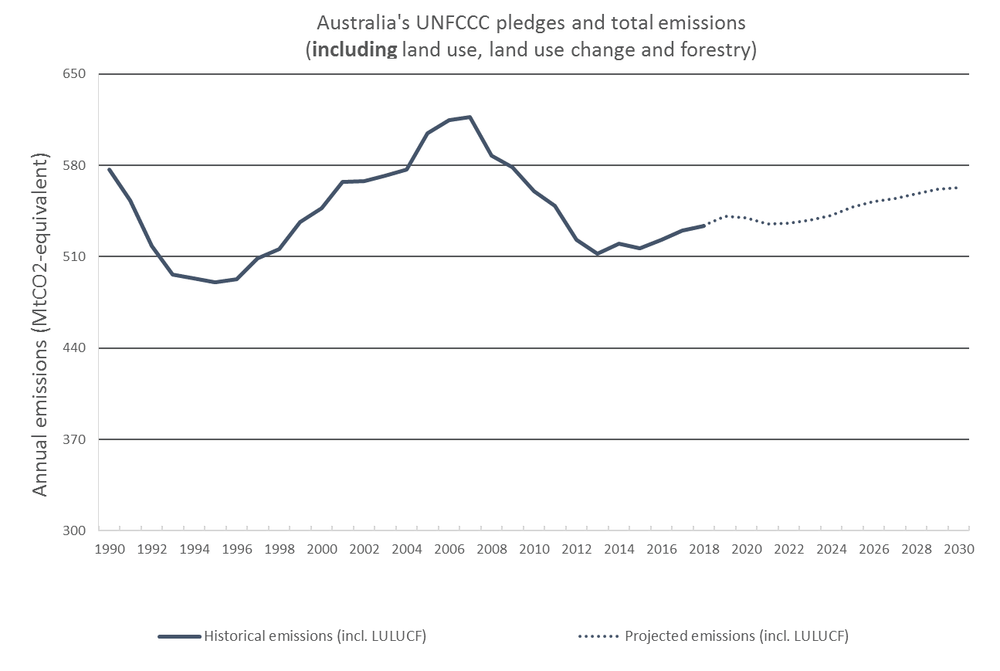 Australia's UNFCCC pledges and total emissions
(including land use, land use change and forestry)
Annual emissions (MtCO2-equivalent)
650
580
510
440
370
300
1990 1992 1994 1996 1998 2000 2002 2004 2006 2008 2010 2012 2014 2016 2018 2020 2022 2024 2026 2028 2030
Historical emissions (incl. LULUCF) Projected emissions (incl. LULUCF)